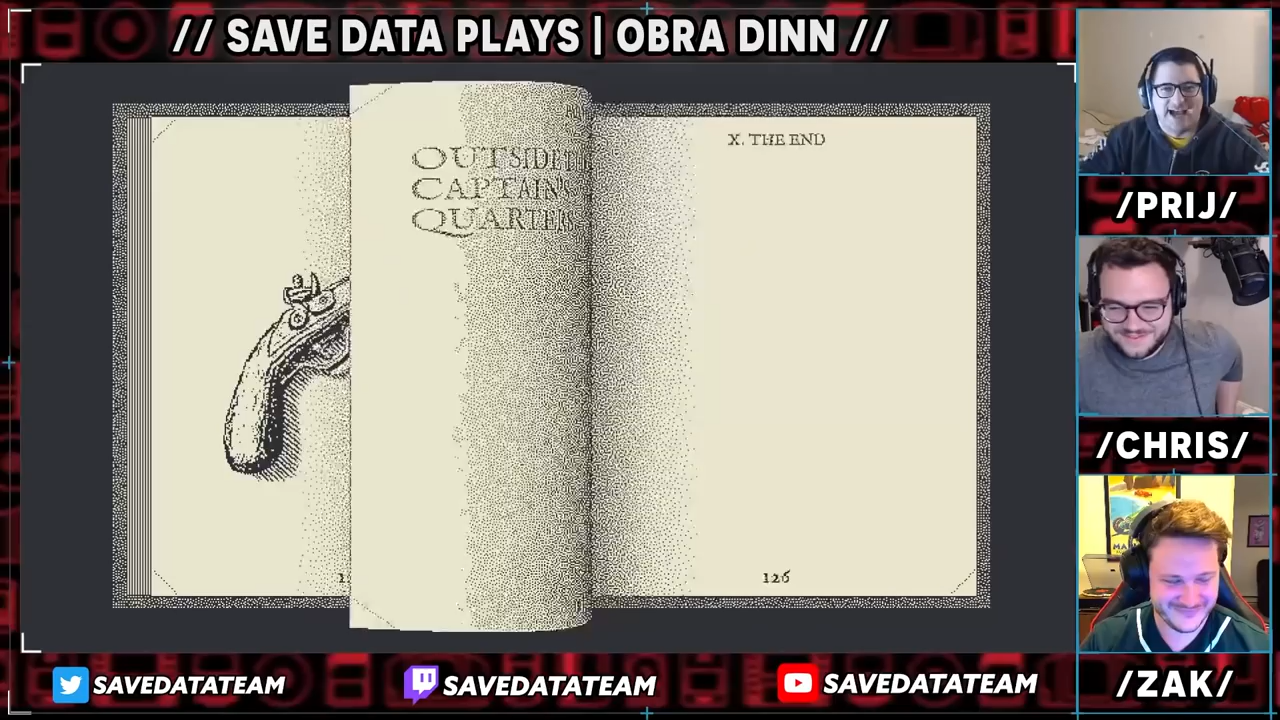 // SAVE DATA PLAYS | OBRA DINN //
OUTSIDE
CAPTAIN'S
QUARTERS
X. THE END
126
/PRIJ/
/CHRIS/
/ZAK/
SAVEDATATEAM
SAVEDATATEAM
SAVEDATATEAM